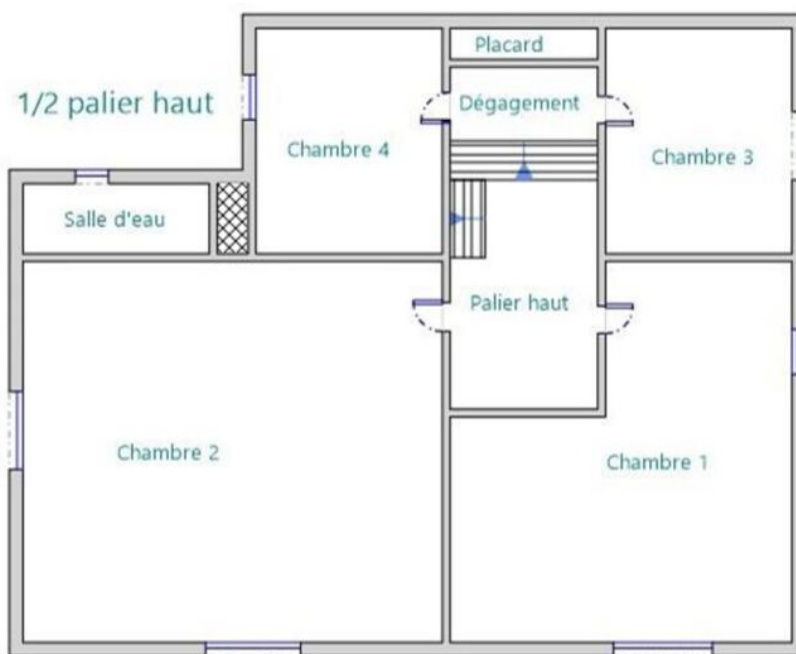 Placard
1/2 palier haut
Dégagement
Chambre 4
Chambre 3
Salle d'eau
Palier haut
Chambre 2
Chambre 1